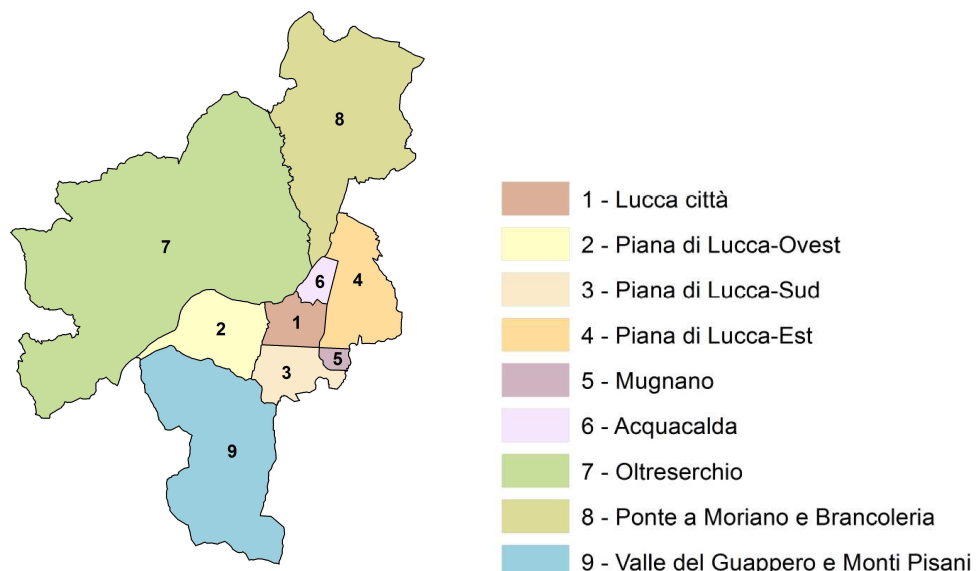 8
7
6
4
1
2
5
3
9
1 - Lucca città
2 - Piana di Lucca-Ovest
3 - Piana di Lucca-Sud
4 - Piana di Lucca-Est
5 - Mugnano
6 - Acquacalda
7 - Oltreserchio
8 - Ponte a Moriano e Brancoleria
9 - Valle del Guappero e Monti Pisani